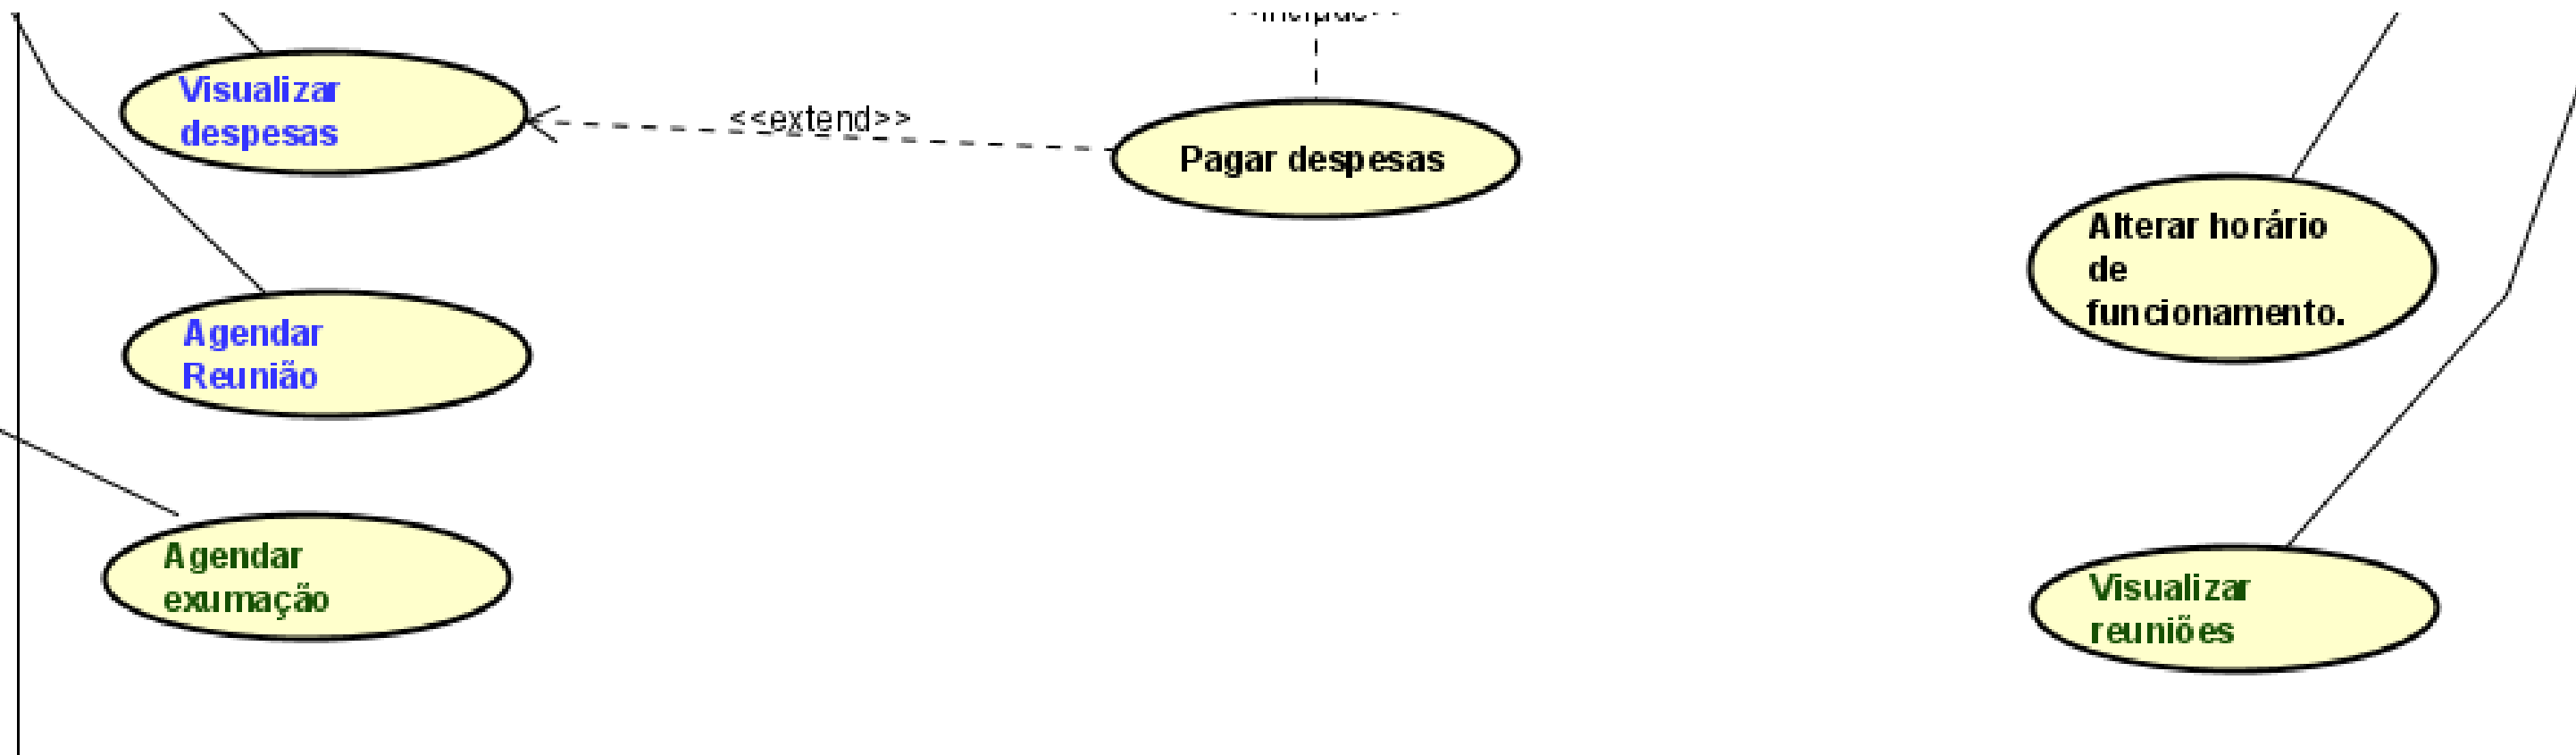 Visualizar
despesas
<<extend>>
Pagar despesas
Alterar horário
de
funcionamento.
Agendar
Reunião
Agendar
exumação
Visualizar
reuniões